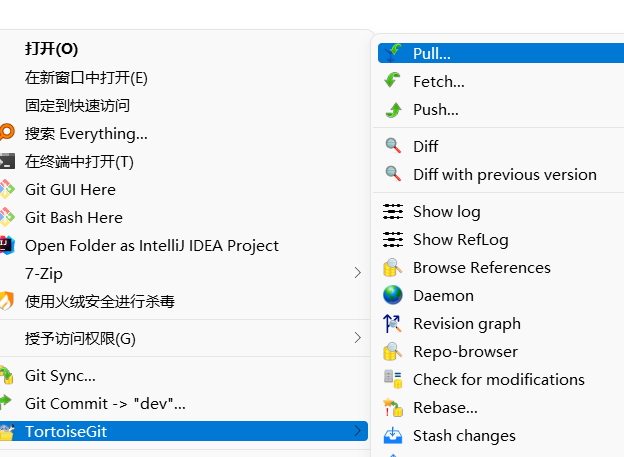 打开(O)
在新窗口中打开(E)
固定到快速访问
搜索 Everything...
在终端中打开(T)
Git GUI Here
Git Bash Here
Open Folder as IntelliJ IDEA Project
7-Zip
使用火绒安全进行杀毒
授予访问权限(G)
Git Sync...
Git Commit -> "dev"...
TortoiseGit
Pull...
Fetch...
Push...
Diff
Diff with previous version
Show log
Show RefLog
Browse References
Daemon
Revision graph
Repo-browser
Check for modifications
Rebase...
Stash changes